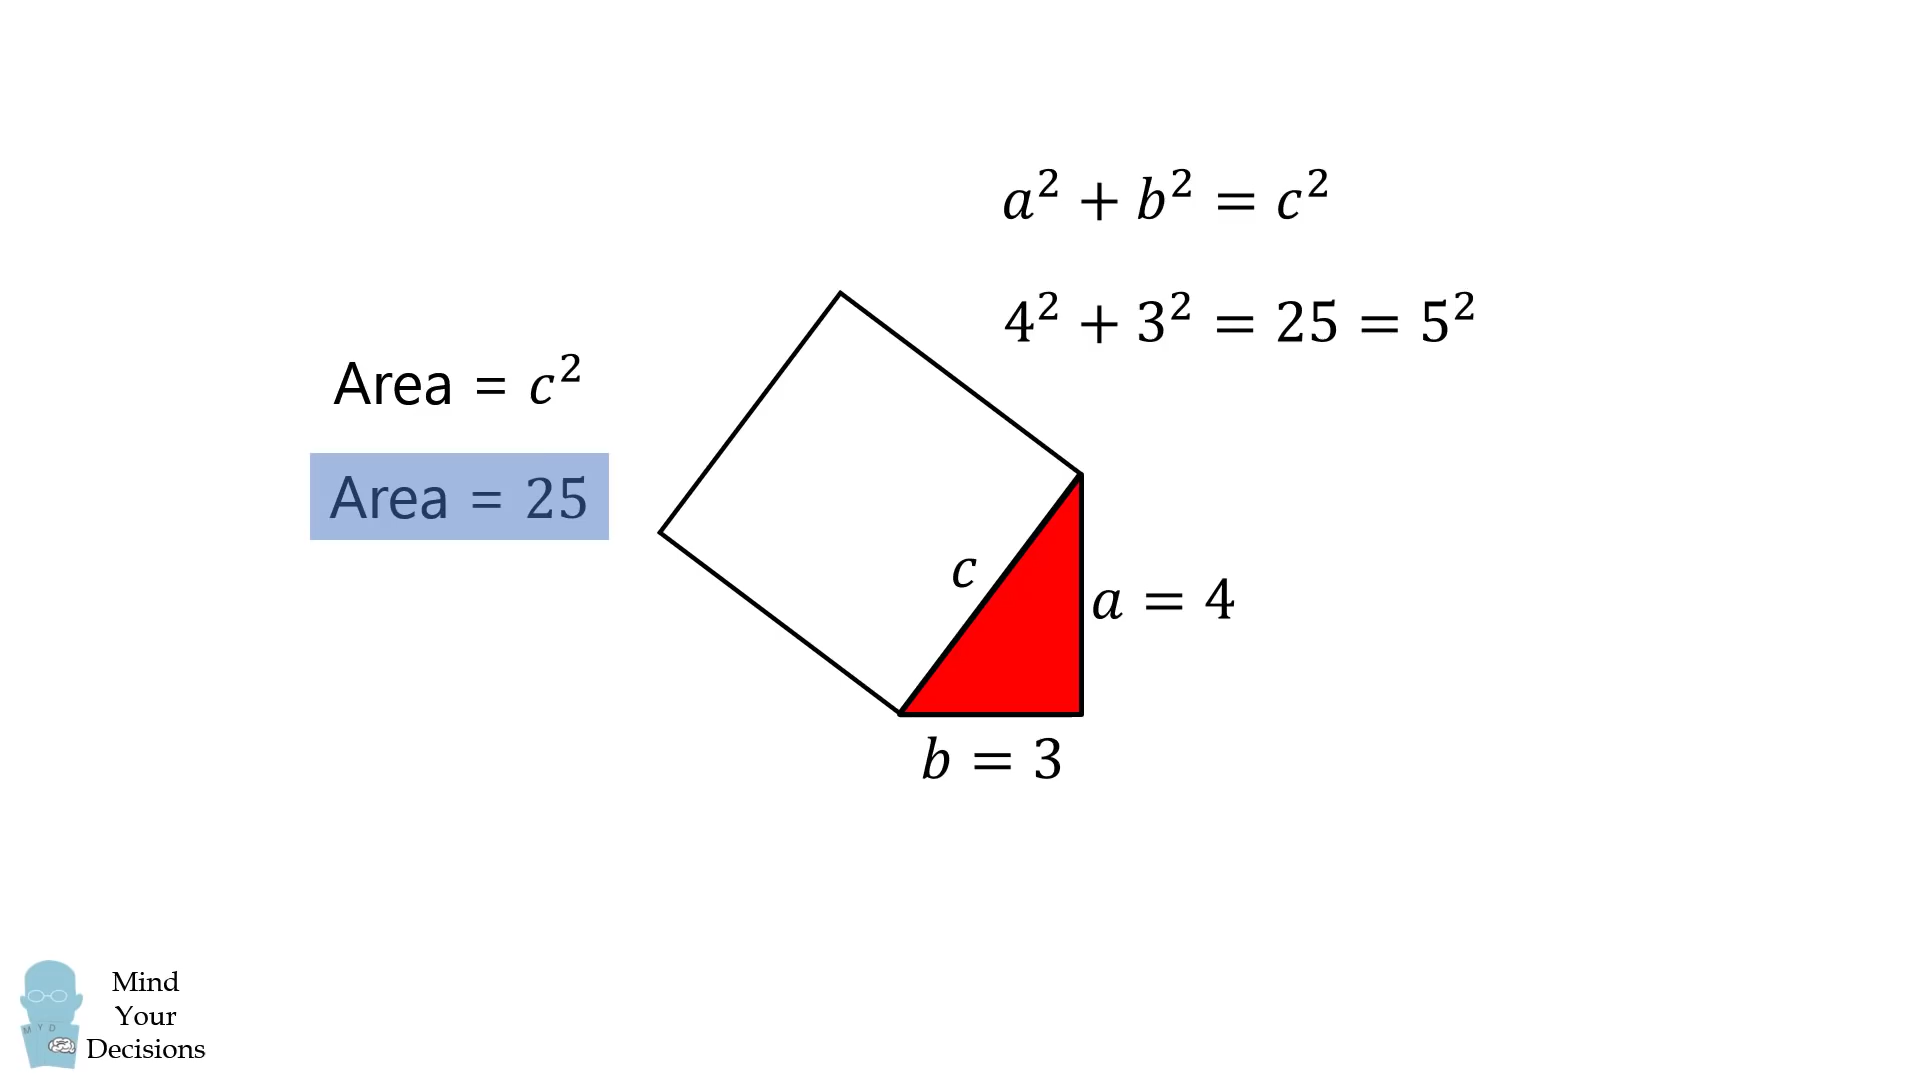 a² + b² = c²
4² + 3² = 25 = 5²
Area = c²
Area = 25
c
a = 4
b = 3
M Y D
Mind
Your
Decisions